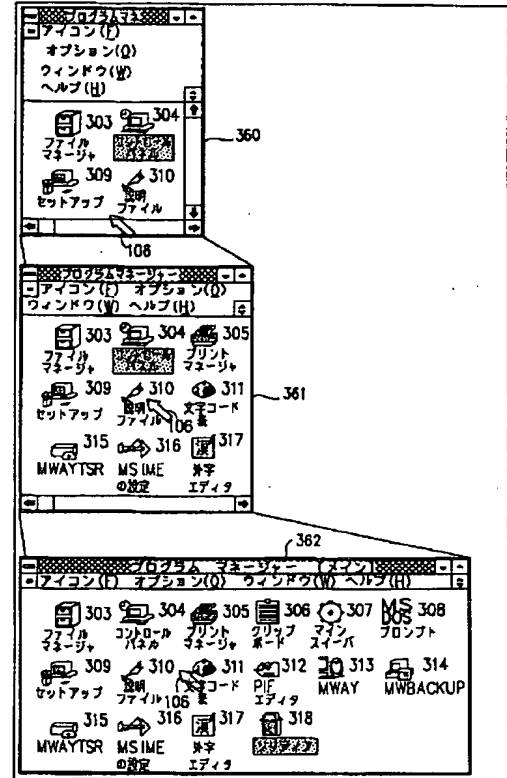 プログラムマネ
アイコン(F)
オプション(O)
ウィンドウ(W)
ヘルプ(H)
303 304
ファイル
マネージャ
360
309 310
セットアップ 説明
ファイル
106
プログラムマネージャー
アイコン(F) オプション(O)
ウィンドウ(W) ヘルプ(H)
303 304 305
ファイル プリント
マネージャ マネージャ
361
309 310 311
セットアップ 説明 文字コード
ファイル 表
106
315 316 317
MWAYTSR MS IME 外字
の設定 エディタ
362
プログラム マネージャー (メイン)
アイコン(F) オプション(O) ウィンドウ(W) ヘルプ(H)
303 304 305 306 307 MS DOS 308
ファイル コントロール プリント クリップ マイン プロンプト
マネージャ パネル マネージャ ボード スイーパ
309 310 311 312 313 314
セットアップ 説明 文字コード PIF MWAY MWBACKUP
ファイル 106 表 エディタ
315 316 317 318
MWAYTSR MS IME 外字
の設定 エディタ